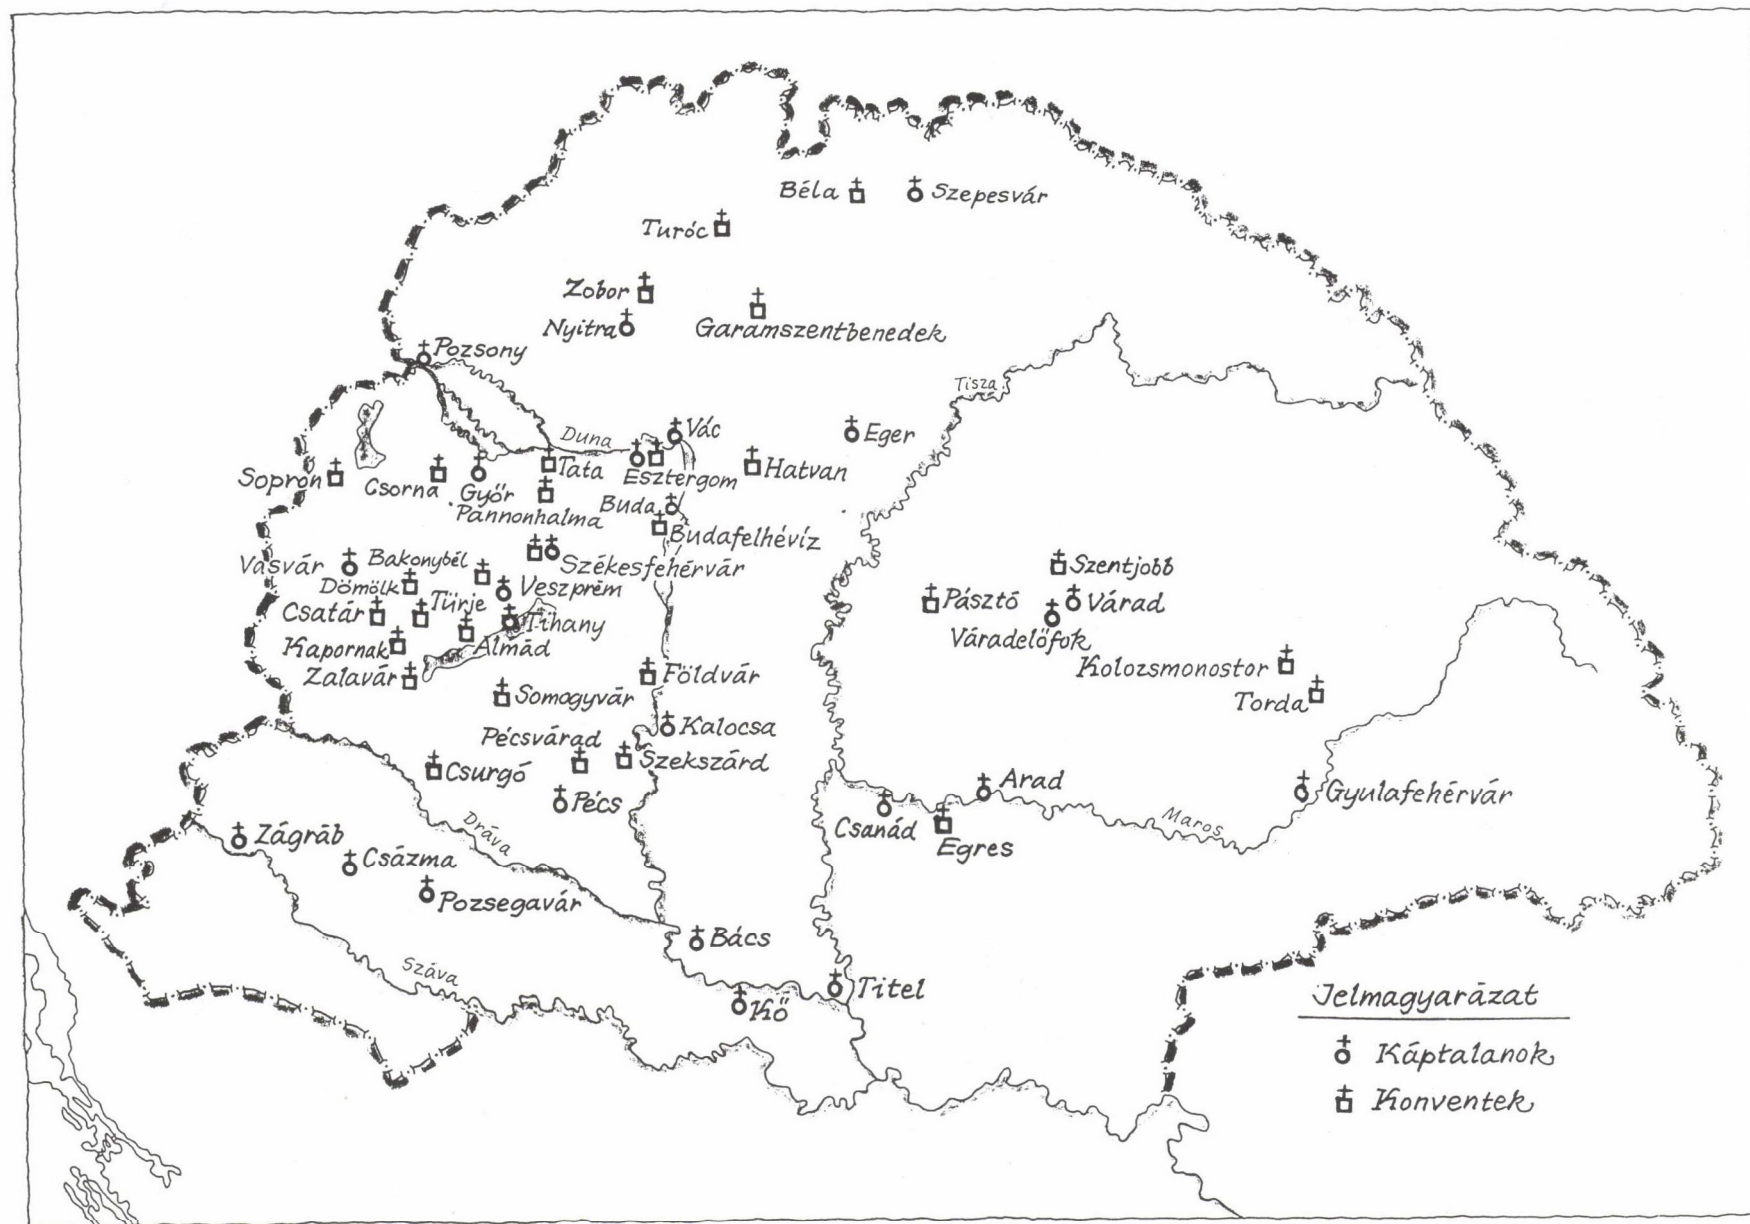 Béla
Szepesvár
Turóc
Zobor
Nyitra
Garamszentbenedek
Pozsony
Tisza
Vác
Duna
Eger
Sopron
Csorna
Győr
Tata
Esztergom
Hatvan
Pannonhalma
Buda
Budafelhévíz
Vasvár
Bakonybél
Székesfehérvár
Szentjobb
Dömölk
Veszprém
Csatár
Türje
Tihany
Pásztó
Várad
Váradelőfok
Kapornak
Almád
Zalavár
Földvár
Kolozsmonostor
Somogyvár
Torda
Kalocsa
Pécsvárad
Szekszárd
Csurgó
Arad
Gyulafehérvár
Pécs
Csanád
Maros
Egres
Dráva
Zágráb
Császma
Pozsegavár
Bács
Száva
Titel
Kő
Jelmagyarázat
Káptalanok
Konventek